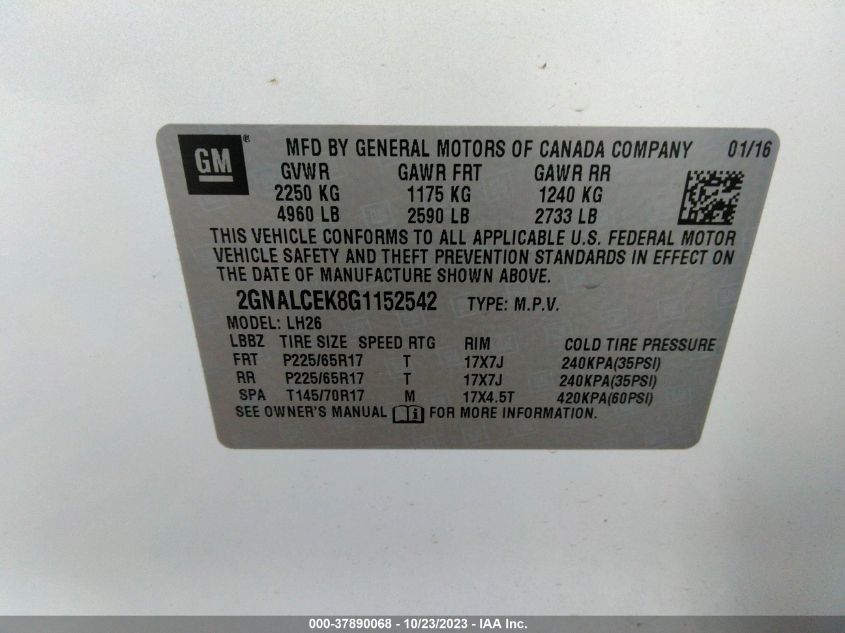 GM®
MFD BY GENERAL MOTORS OF CANADA COMPANY 01/16
GVWR GAWR FRT GAWR RR
2250 KG 1175 KG 1240 KG
4960 LB 2590 LB 2733 LB
THIS VEHICLE CONFORMS TO ALL APPLICABLE U.S. FEDERAL MOTOR
VEHICLE SAFETY AND THEFT PREVENTION STANDARDS IN EFFECT ON
THE DATE OF MANUFACTURE SHOWN ABOVE.
2GNALCEK8G1152542 TYPE: M.P.V.
MODEL: LH26
LBBZ TIRE SIZE SPEED RTG RIM COLD TIRE PRESSURE
FRT P225/65R17 T 17X7J 240KPA(35PSI)
RR P225/65R17 T 17X7J 240KPA(35PSI)
SPA T145/70R17 M 17X4.5T 420KPA(60PSI)
SEE OWNER'S MANUAL i FOR MORE INFORMATION.
000-37890068 - 10/23/2023 - IAA Inc.